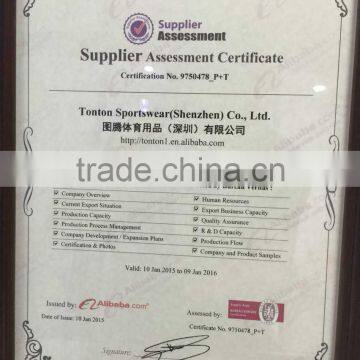 Supplier
Assessment
Supplier Assessment Certificate
Certification No. 9750478_P+T
Tonton Sportswear(Shenzhen) Co., Ltd.
图腾体育用品（深圳）有限公司
http://tonton1.en.alibaba.com
trade.china.cn
Company Overview
Human Resources
Current Export Situation
Export Business Capacity
Production Capacity
Quality Assurance
Production Process Management
R & D Capacity
Company Development / Expansion Plans
Production Flow
Certification & Photos
Company and Product Samples
Valid: 10 Jan 2015 to 09 Jan 2016
Issued by: Alibaba.com
Assessed by:
Date of Issue: 10 Jan 2015
Certificate No. 9750478_P+T
Signature: